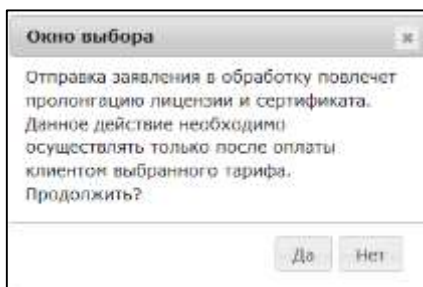 Окно выбора
Отправка заявления в обработку повлечет
пролонгацию лицензии и сертификата.
Данное действие необходимо
осуществлять только после оплаты
клиентом выбранного тарифа.
Продолжить?
Да Нет